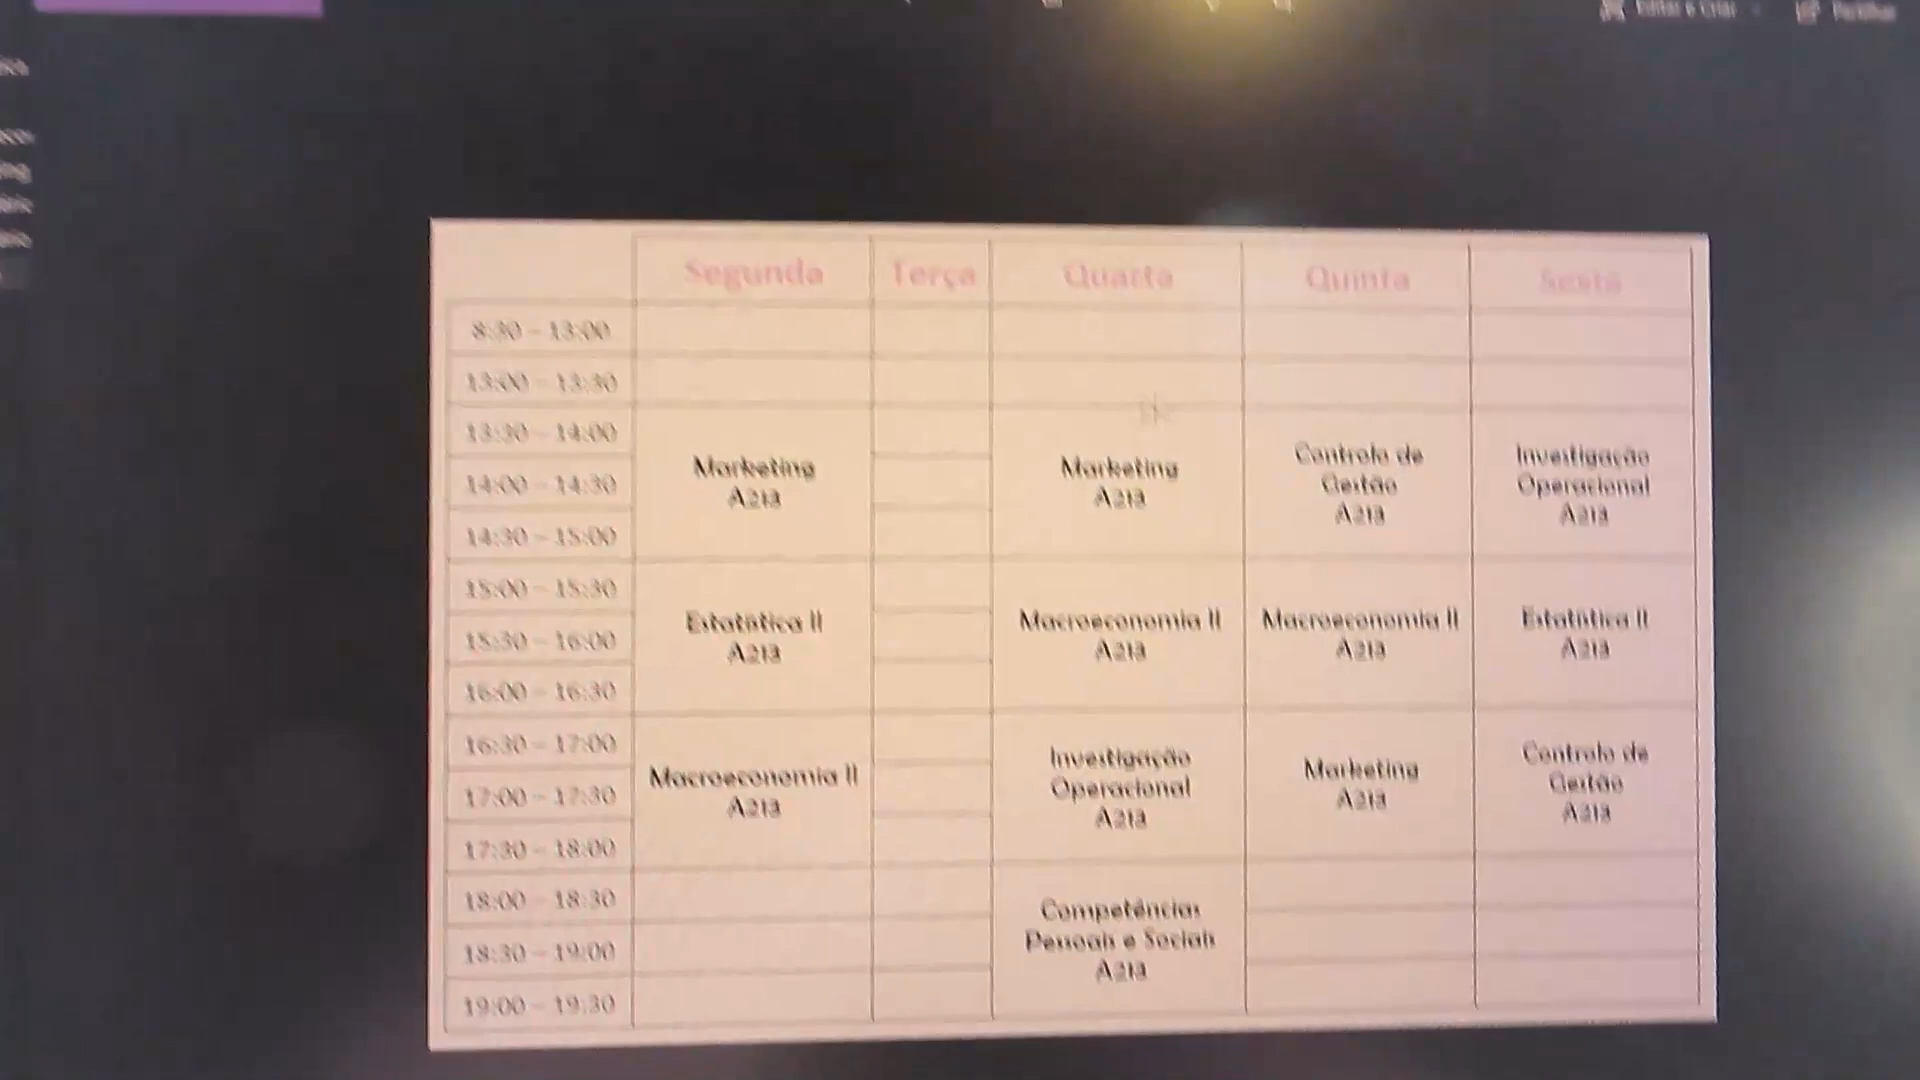 Editar e Criar
Partilhar
Segunda Terça Quarta Quinta Sexta
8:30 – 13:00
13:00 – 13:30
13:30 – 14:00
14:00 – 14:30
14:30 – 15:00
Marketing
A213
Marketing
A213
Controlo de
Gestão
A213
Investigação
Operacional
A213
15:00 – 15:30
15:30 – 16:00
16:00 – 16:30
Estatística II
A213
Macroeconomia II
A213
Macroeconomia II
A213
Estatística II
A213
16:30 – 17:00
17:00 – 17:30
17:30 – 18:00
Macroeconomia II
A213
Investigação
Operacional
A213
Marketing
A213
Controlo de
Gestão
A213
18:00 – 18:30
18:30 – 19:00
19:00 – 19:30
Competências
Pessoais e Sociais
A213